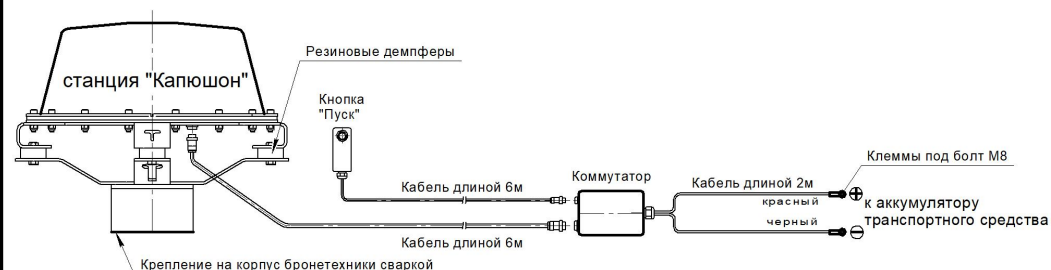 станция "Капюшон"
Резиновые демпферы
Кнопка
"Пуск"
Кабель длиной 6м
Кабель длиной 6м
Коммутатор
Кабель длиной 2м
красный
черный
Клеммы под болт М8
к аккумулятору
транспортного средства
Крепление на корпус бронетехники сваркой